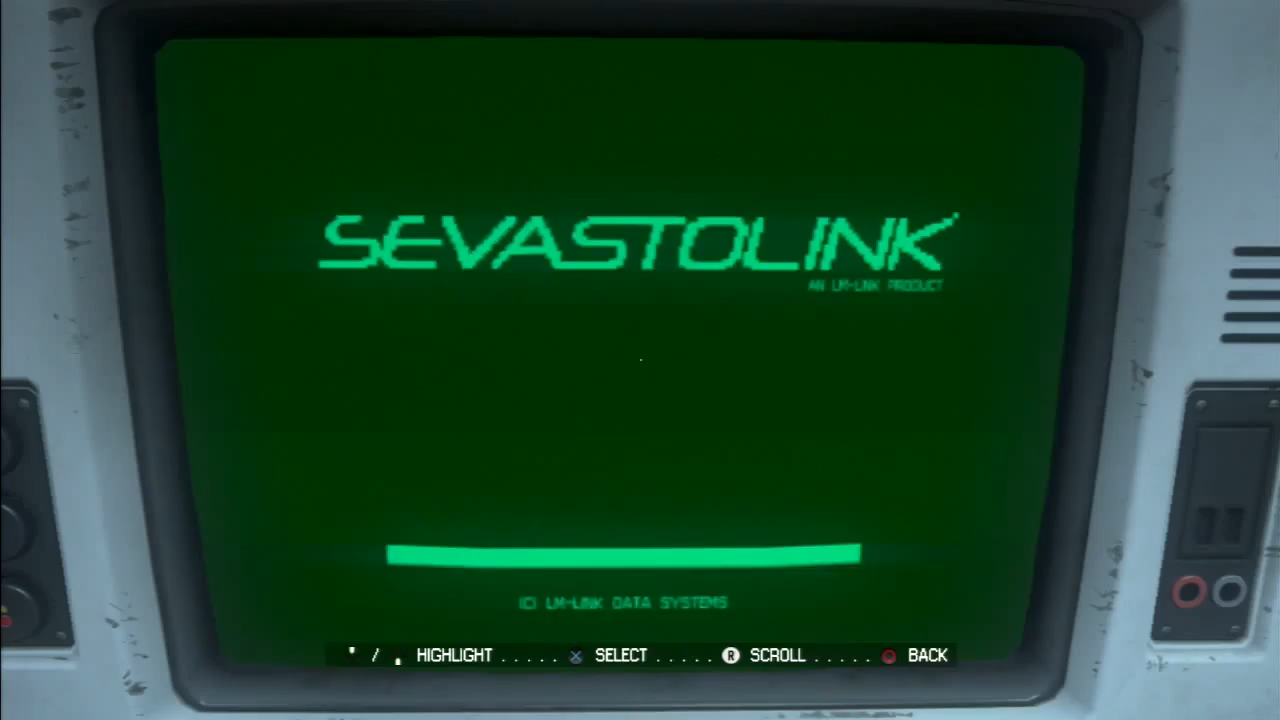 SEVASTOLINK
AN LM-LINK PRODUCT
(C) LM-LINK DATA SYSTEMS
/ HIGHLIGHT ..... SELECT ..... R SCROLL ...... BACK